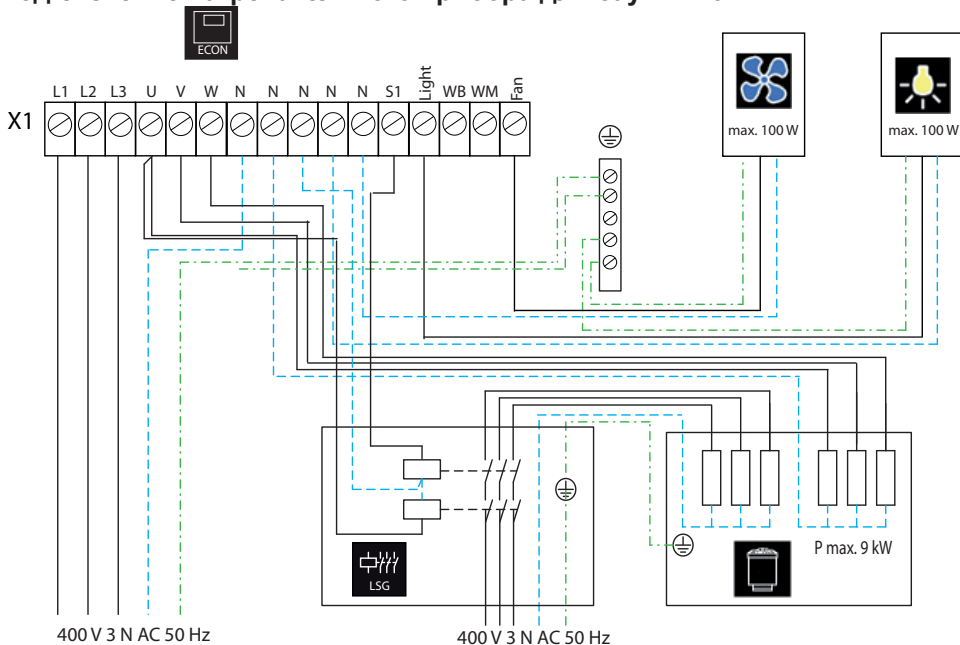 ECON
L1 L2 L3 U V W N N N N N S1 Light WB WM Fan
X1
max. 100 W
max. 100 W
P max. 9 kW
LSG
400 V 3 N AC 50 Hz
400 V 3 N AC 50 Hz